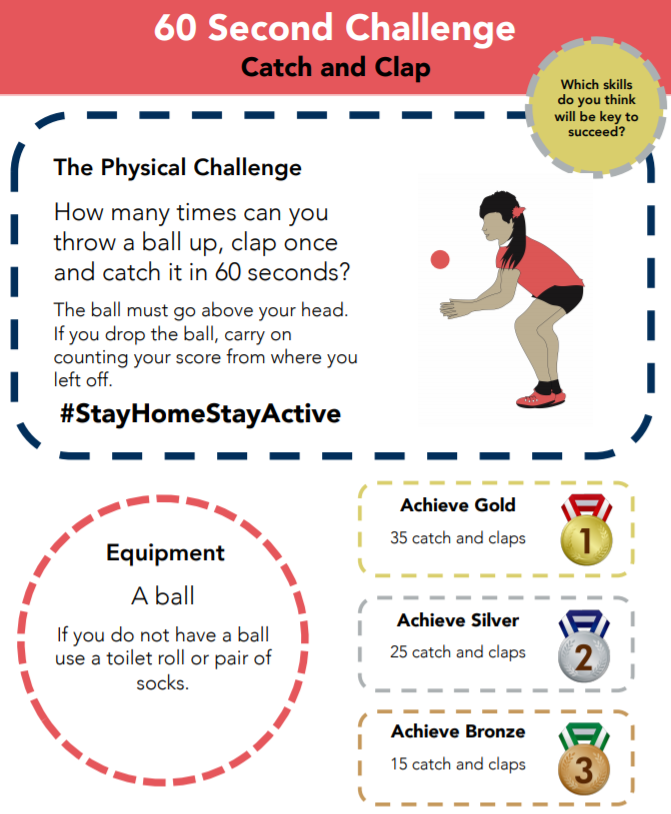 60 Second Challenge
Catch and Clap
Which skills
do you think
will be key to
succeed?
The Physical Challenge
How many times can you
throw a ball up, clap once
and catch it in 60 seconds?
The ball must go above your head.
If you drop the ball, carry on
counting your score from where you
left off.
#StayHomeStayActive
Equipment
A ball
If you do not have a ball
use a toilet roll or pair of
socks.
Achieve Gold
35 catch and claps
1
Achieve Silver
25 catch and claps
2
Achieve Bronze
15 catch and claps
3